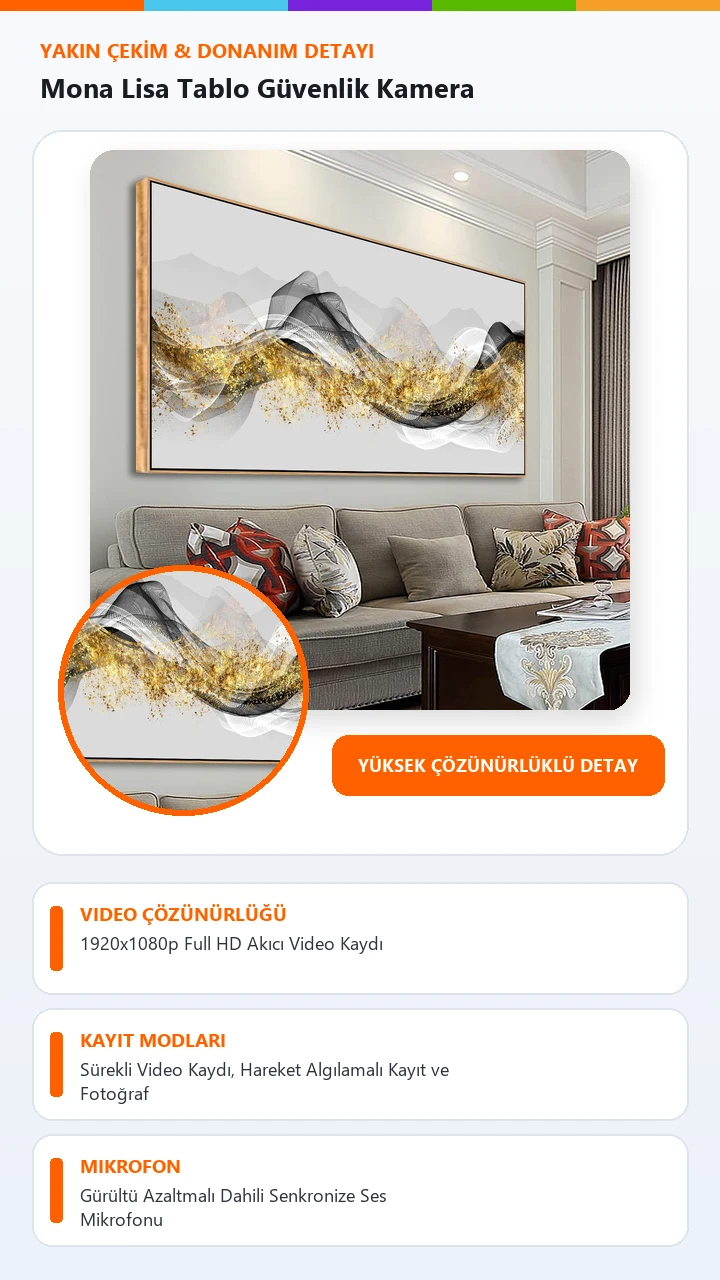 YAKIN ÇEKİM & DONANIM DETAYI
Mona Lisa Tablo Güvenlik Kamera
YÜKSEK ÇÖZÜNÜRLÜKLÜ DETAY
VIDEO ÇÖZÜNÜRLÜĞÜ
1920x1080p Full HD Akıcı Video Kaydı
KAYIT MODLARI
Sürekli Video Kaydı, Hareket Algılamalı Kayıt ve
Fotoğraf
MIKROFON
Gürültü Azaltmalı Dahili Senkronize Ses
Mikrofonu